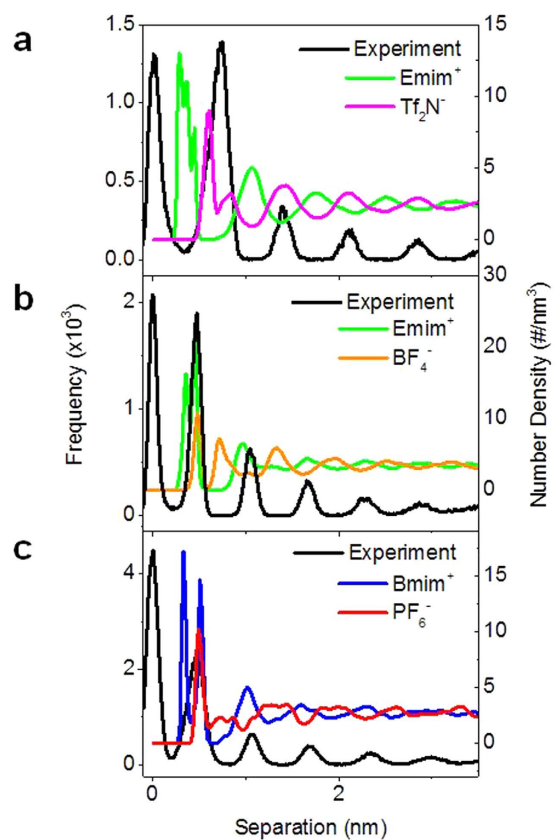 a
1.5
1.0
0.5
0.0
Experiment
Emim⁺
Tf₂N⁻
15
10
5
0
b
2
1
0
Experiment
Emim⁺
BF₄⁻
30
20
10
0
c
4
2
0
Experiment
Bmim⁺
PF₆⁻
15
10
5
0
Frequency (x10³)
Number Density (#/nm³)
0 2
Separation (nm)